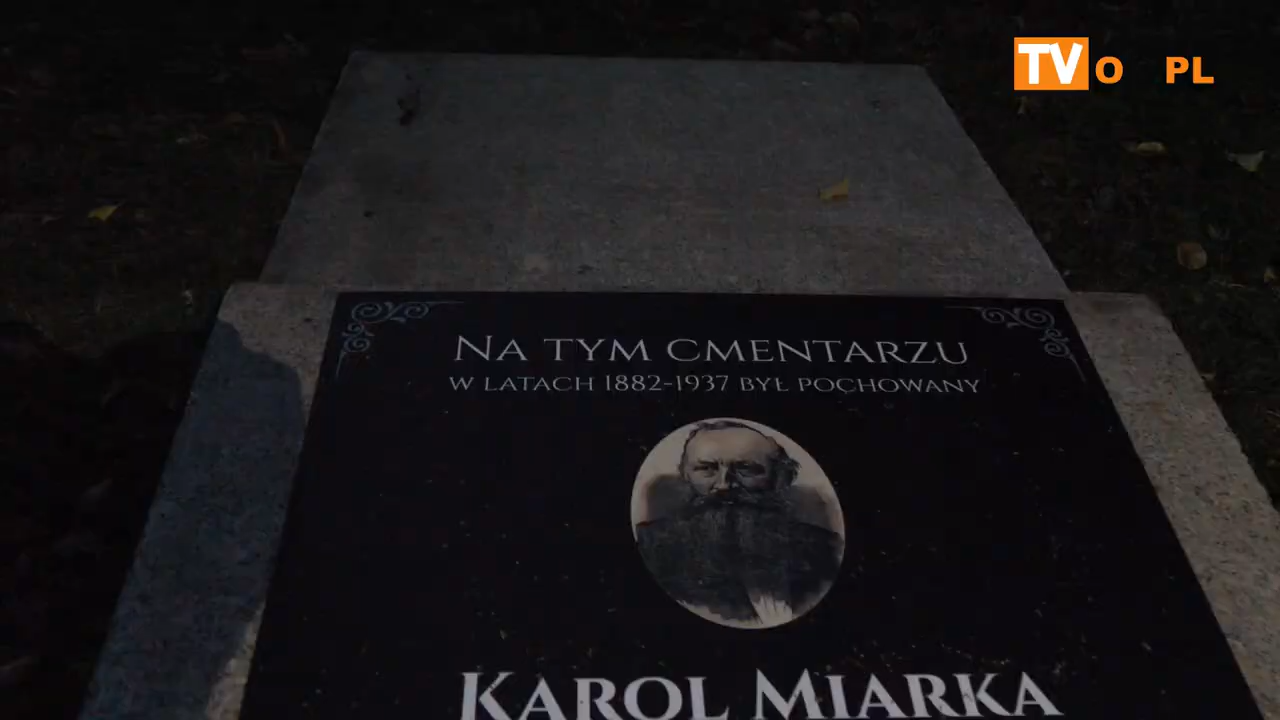 TVO PL
NA TYM CMENTARZU
W LATACH 1882-1937 BYŁ POCHOWANY
KAROL MIARKA